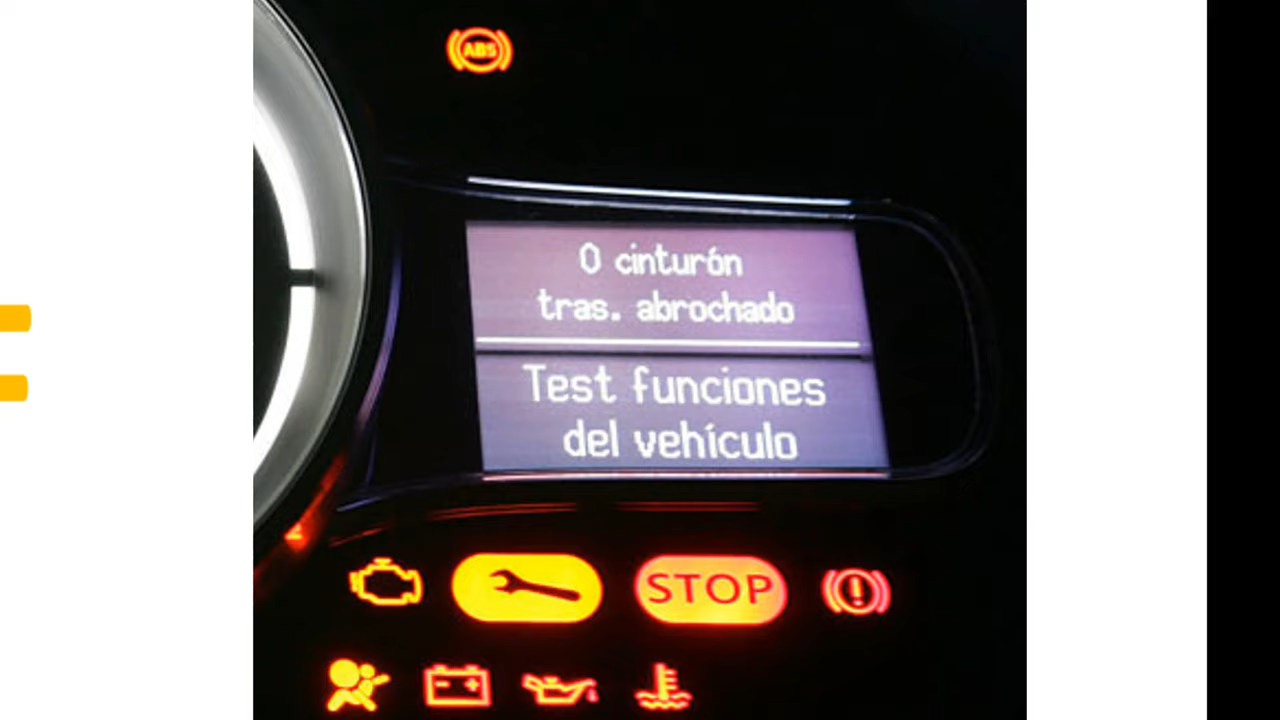 ABS
0 cinturón
tras. abrochado
Test funciones
del vehículo
STOP